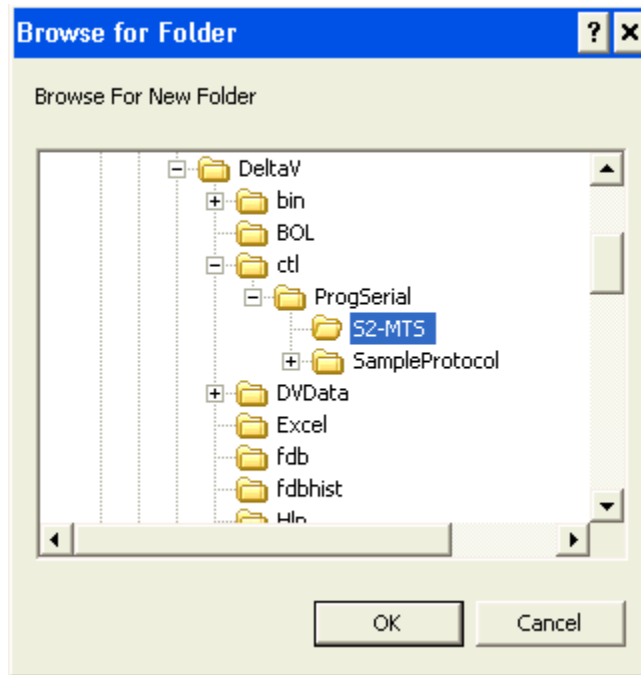 Browse for Folder
Browse For New Folder
DeltaV
bin
BOL
ctl
ProgSerial
S2-MTS
SampleProtocol
DVData
Excel
fdb
fdbhist
Hlp
OK Cancel